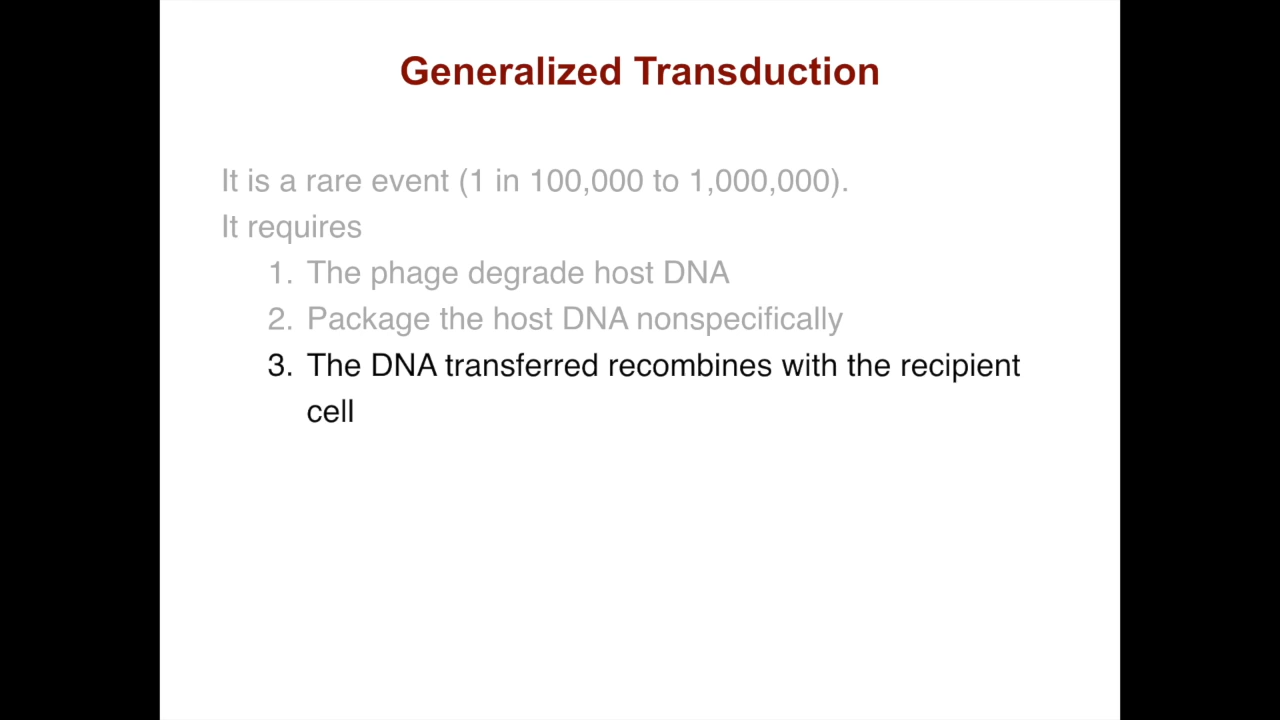 Generalized Transduction
It is a rare event (1 in 100,000 to 1,000,000).
It requires
1. The phage degrade host DNA
2. Package the host DNA nonspecifically
3. The DNA transferred recombines with the recipient
cell